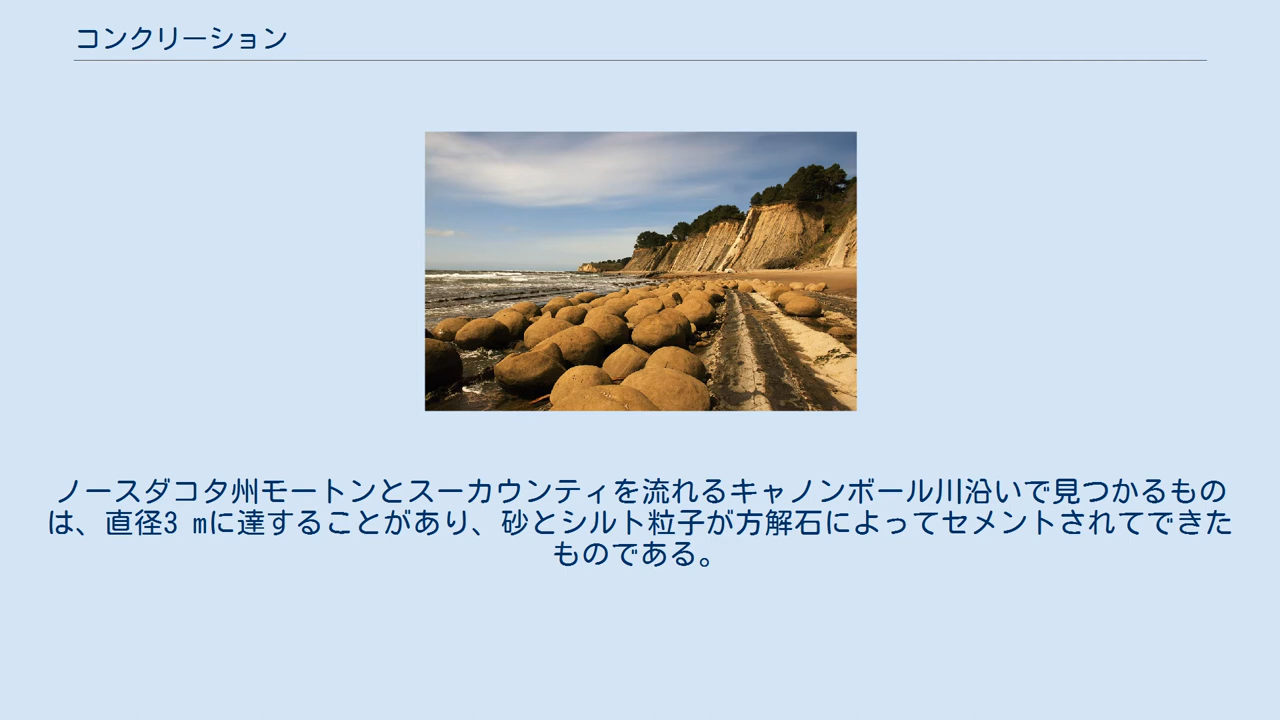 コンクリーション
ノースダコタ州モートンとスーカウンティを流れるキャノンボール川沿いで見つかるもの
は、直径3 mに達することがあり、砂とシルト粒子が方解石によってセメントされてできた
ものである。